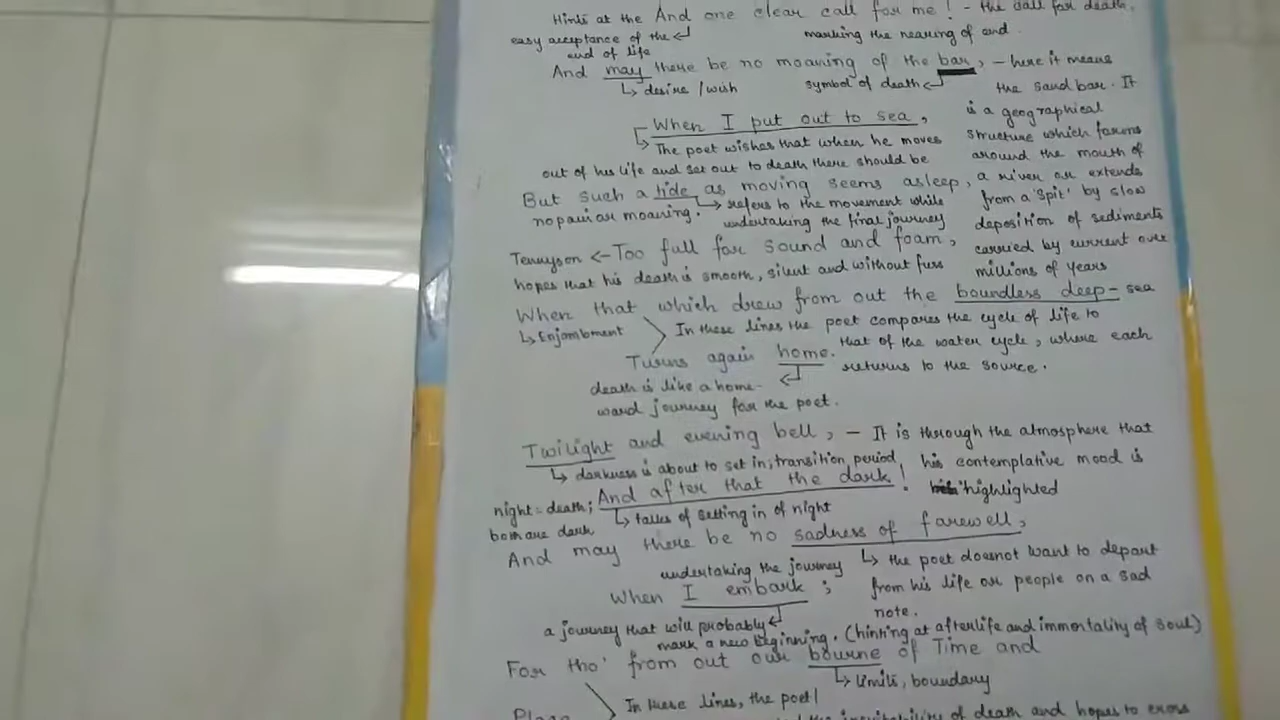 Hints at the And one clear call for me! - the call for death,
easy acceptance of the marking the nearing of end.
end of life
And may there be no moaning of the bar, - here it means
↳ desire/wish symbol of death the sandbar. It
When I put out to sea, is a geographical
The poet wishes that when he moves structure which forms
out of his life and set out to death there should be around the mouth of
But such a tide as moving seems asleep, a river or extends
no pain or moaning. → refers to the movement while from a 'spit' by slow
undertaking the final journey deposition of sediments
Tennyson <- Too full for sound and foam, carried by current over
hopes that his death is smooth, silent and without fuss millions of years
When that which drew from out the boundless deep - sea
↳ Enjombment In these lines the poet compares the cycle of life to
Turns again home. that of the water cycle, where each
death is like a home- returns to the source.
ward journey for the poet.
Twilight and evening bell, - It is through the atmosphere that
↳ darkness is about to set in; transition period his contemplative mood is
night = death; And after that the dark! highlighted
both are dark ↳ talks of setting in of night
And may there be no sadness of farewell,
undertaking the journey ↳ the poet doesnot want to depart
When I embark; from his life or people on a sad
note.
a journey that will probably
mark a new beginning. (hinting at afterlife and immortality of soul)
For tho' from out our bourne of Time and
↳ limits, boundary
Place In these lines, the poet
the inevitability of death and hopes to cross